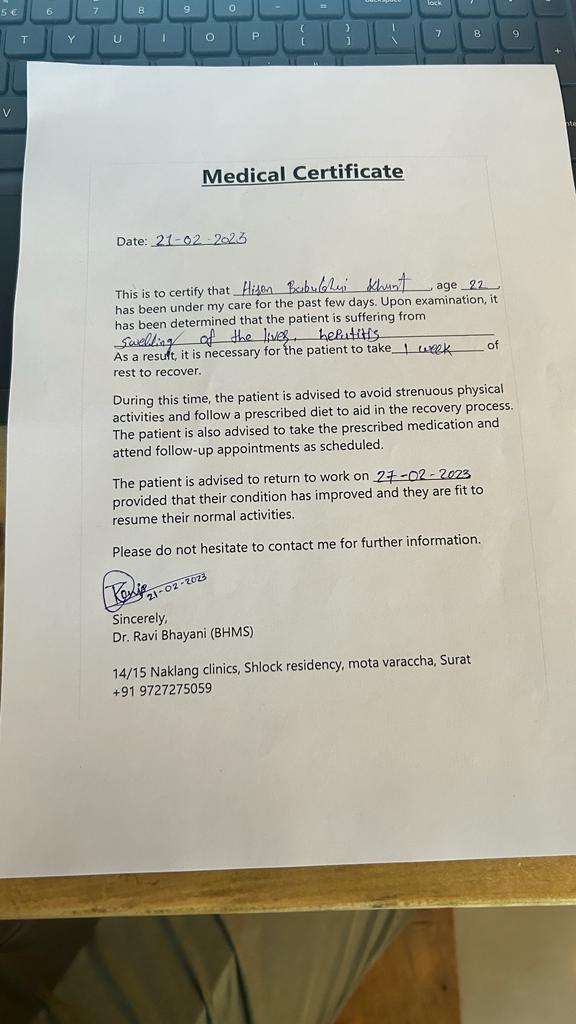 5 € 6 7 8 9 0 - = backspace lock
T Y U I O P { [ } ] | \ 7 8 9 +
V
Medical Certificate
Date: 21-02-2023
This is to certify that Hiren Babubhai Khunt, age 22,
has been under my care for the past few days. Upon examination, it
has been determined that the patient is suffering from
swelling of the liver, hepititis
As a result, it is necessary for the patient to take 1 week of
rest to recover.
During this time, the patient is advised to avoid strenuous physical
activities and follow a prescribed diet to aid in the recovery process.
The patient is also advised to take the prescribed medication and
attend follow-up appointments as scheduled.
The patient is advised to return to work on 27-02-2023
provided that their condition has improved and they are fit to
resume their normal activities.
Please do not hesitate to contact me for further information.
21-02-2023
Sincerely,
Dr. Ravi Bhayani (BHMS)
14/15 Naklang clinics, Shlock residency, mota varaccha, Surat
+91 9727275059